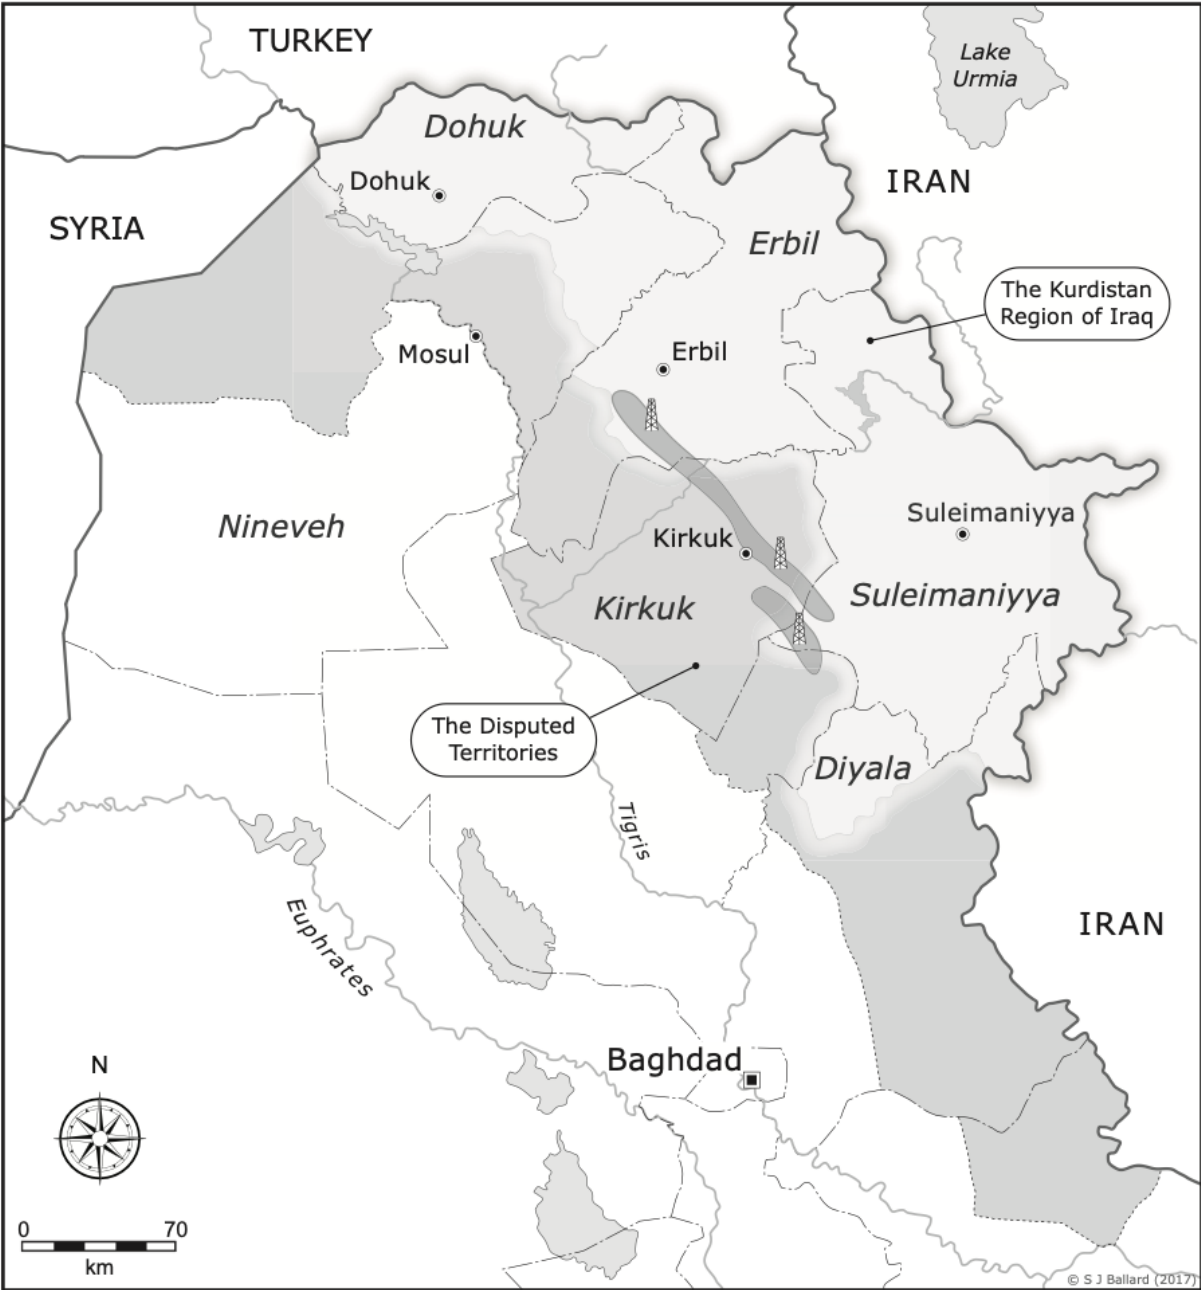 TURKEY
Lake
Urmia
Dohuk
Dohuk
IRAN
SYRIA
Erbil
The Kurdistan
Region of Iraq
Mosul
Erbil
Nineveh
Suleimaniyya
Kirkuk
Suleimaniyya
Kirkuk
The Disputed
Territories
Diyala
Tigris
Euphrates
IRAN
Baghdad
N
0 70
km
© S J Ballard (2017)